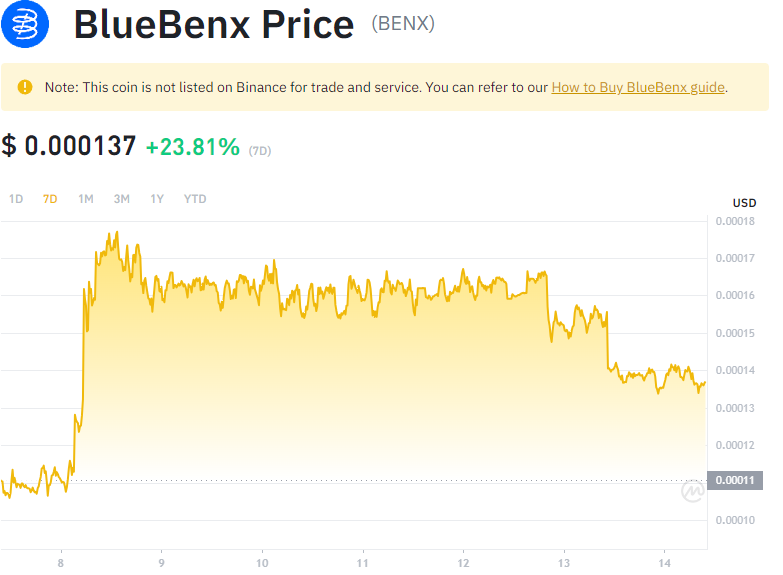 BlueBenx Price (BENX)
Note: This coin is not listed on Binance for trade and service. You can refer to our How to Buy BlueBenx guide.
$ 0.000137 +23.81% (7D)
1D 7D 1M 3M 1Y YTD
USD
0.00018
0.00017
0.00016
0.00015
0.00014
0.00013
0.00012
0.00011
0.00010
8 9 10 11 12 13 14